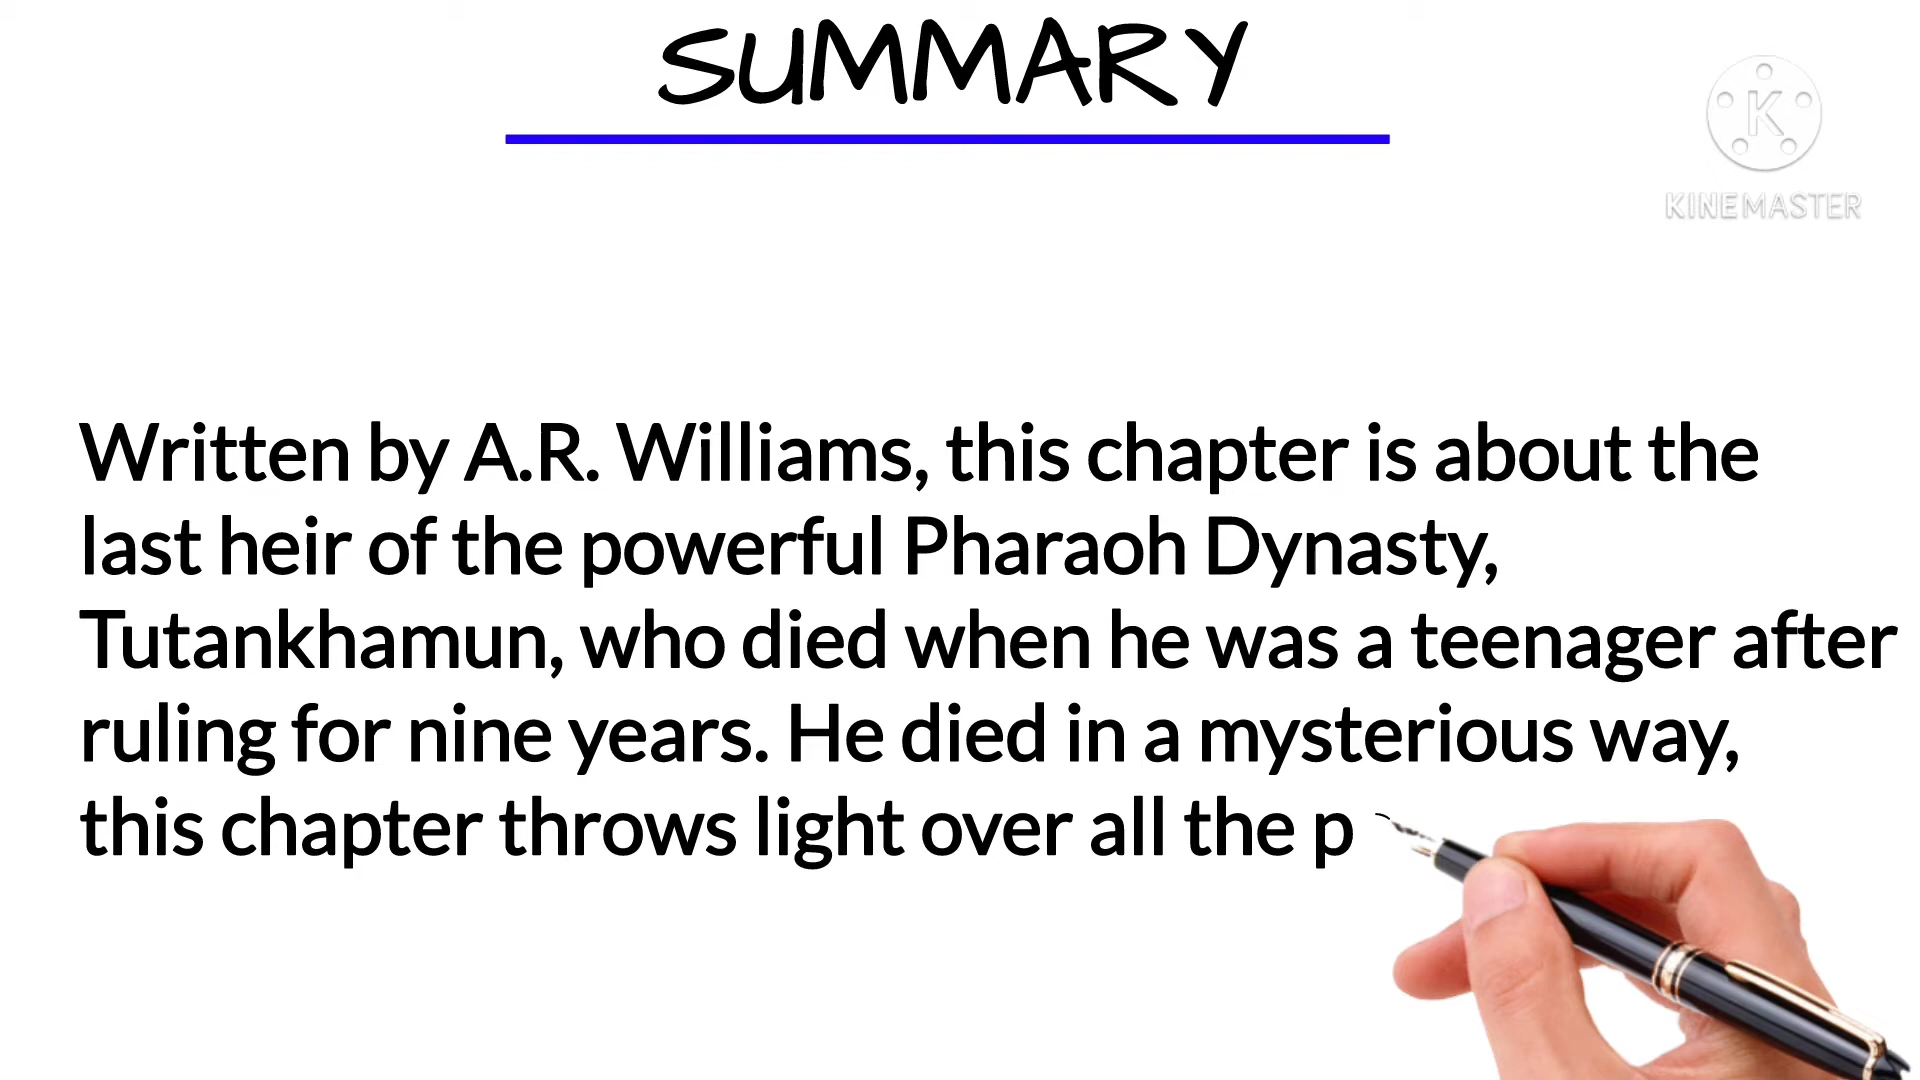 SUMMARY
K
KINEMASTER
Written by A.R. Williams, this chapter is about the
last heir of the powerful Pharaoh Dynasty,
Tutankhamun, who died when he was a teenager after
ruling for nine years. He died in a mysterious way,
this chapter throws light over all the p